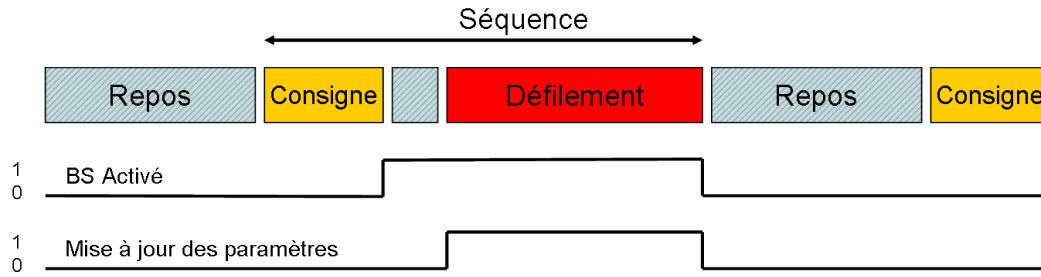 Séquence
Repos Consigne Défilement Repos Consigne
1
BS Activé
0
1
Mise à jour des paramètres
0